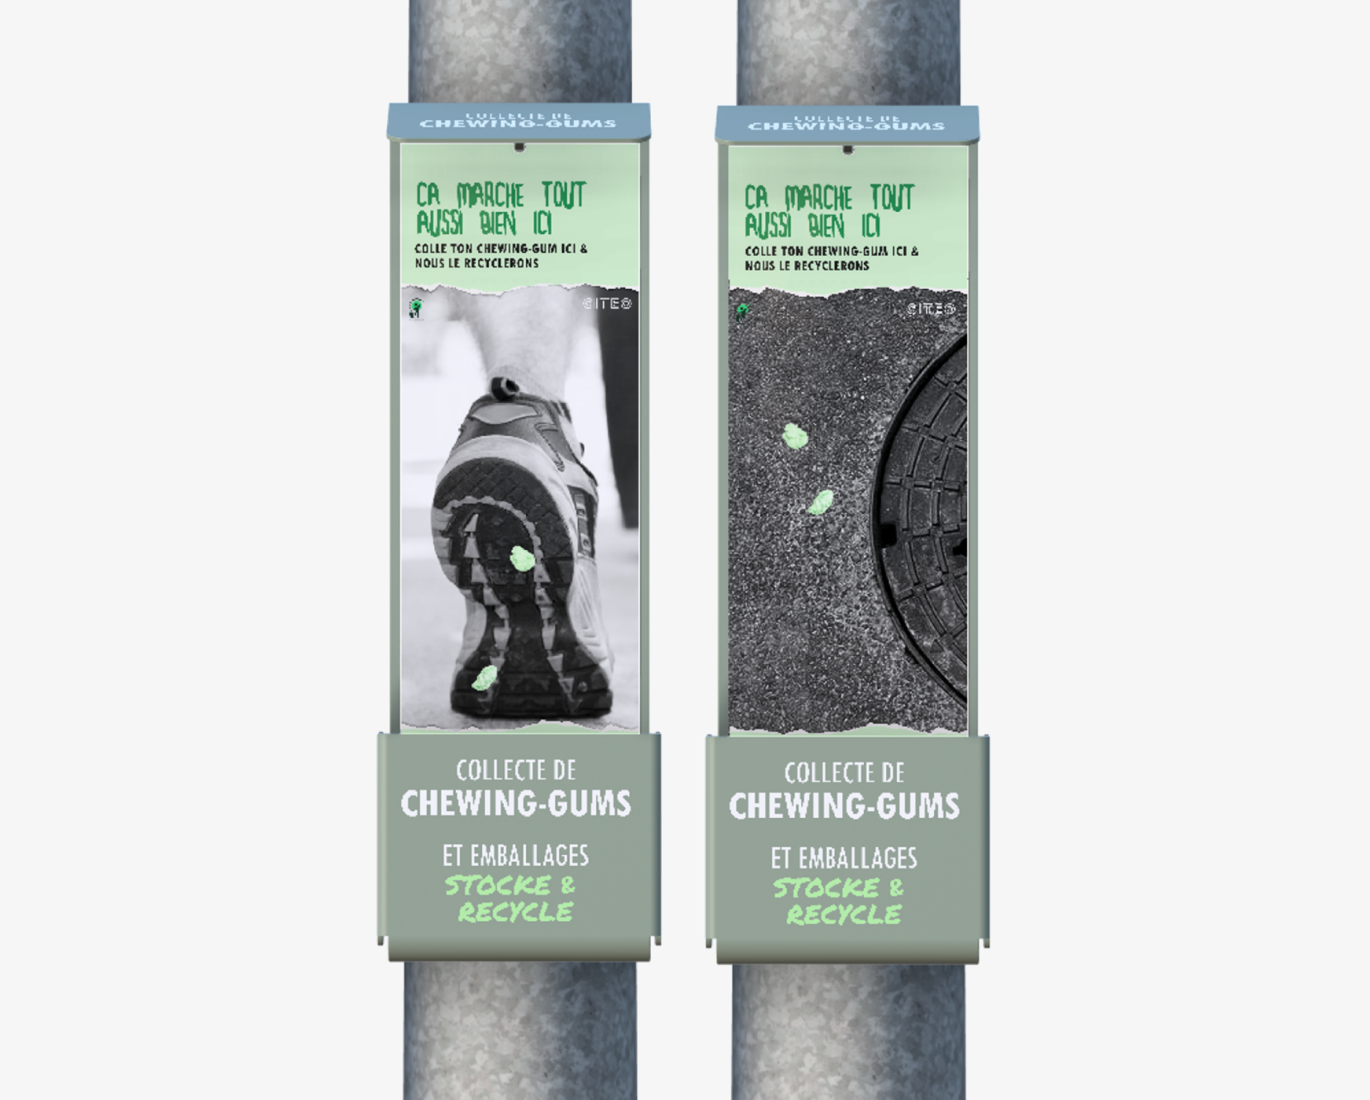 COLLECTE DE
CHEWING-GUMS
CA MARCHE TOUT
AUSSI BIEN ICI
COLLE TON CHEWING-GUM ICI &
NOUS LE RECYCLERONS
CITEO
COLLECTE DE
CHEWING-GUMS
ET EMBALLAGES
STOCKE &
RECYCLE
COLLECTE DE
CHEWING-GUMS
CA MARCHE TOUT
AUSSI BIEN ICI
COLLE TON CHEWING-GUM ICI &
NOUS LE RECYCLERONS
CITEO
COLLECTE DE
CHEWING-GUMS
ET EMBALLAGES
STOCKE &
RECYCLE